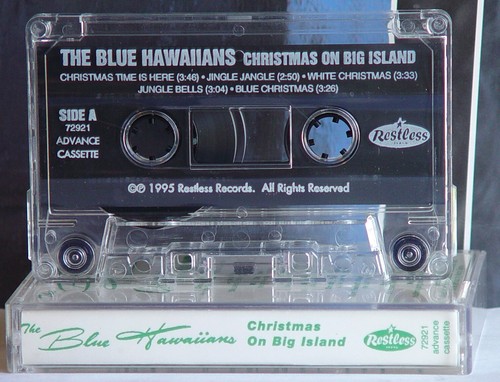 THE BLUE HAWAIIANS CHRISTMAS ON BIG ISLAND
CHRISTMAS TIME IS HERE (3:46) • JINGLE JANGLE (2:50) • WHITE CHRISTMAS (3:33)
JUNGLE BELLS (3:04) • BLUE CHRISTMAS (3:26)
SIDE A
72921
ADVANCE
CASSETTE
Restless
©℗ 1995 Restless Records. All Rights Reserved
The Blue Hawaiians
Christmas
On Big Island
Restless
72921
advance
cassette